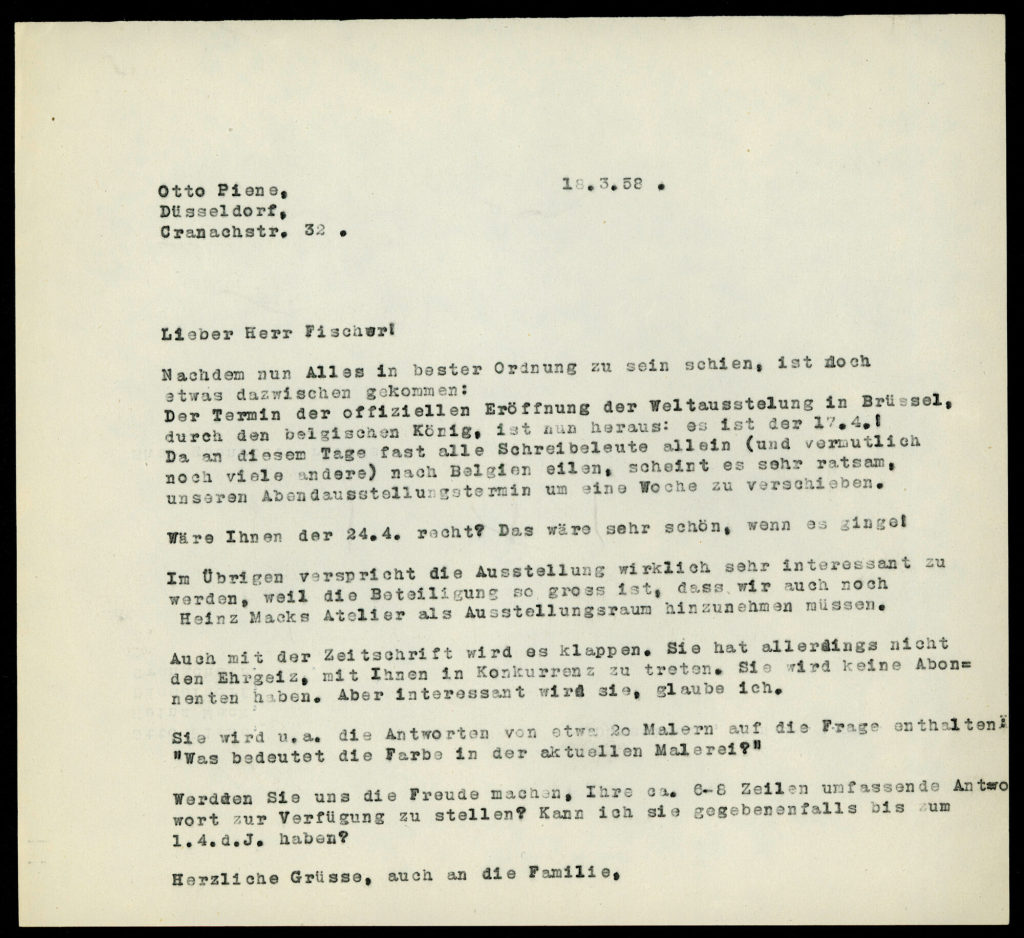 Otto Piene, 18.3.58 .
Düsseldorf,
Cranachstr. 32 .
Lieber Herr Fischer!
Nachdem nun Alles in bester Ordnung zu sein schien, ist noch
etwas dazwischen gekommen:
Der Termin der offiziellen Eröffnung der Weltausstelung in Brüssel,
durch den belgischen König, ist nun heraus: es ist der 17.4.!
Da an diesem Tage fast alle Schreibeleute allein (und vermutlich
noch viele andere) nach Belgien eilen, scheint es sehr ratsam,
unseren Abendausstellungstermin um eine Woche zu verschieben.
Wäre Ihnen der 24.4. recht? Das wäre sehr schön, wenn es ginge!
Im Übrigen verspricht die Ausstellung wirklich sehr interessant zu
werden, weil die Beteiligung so gross ist, dass wir auch noch
Heinz Macks Atelier als Ausstellungsraum hinzunehmen müssen.
Auch mit der Zeitschrift wird es klappen. Sie hat allerdings nicht
den Ehrgeiz, mit Ihnen in Konkurrenz zu treten. Sie wird keine Abon=
nenten haben. Aber interessant wird sie, glaube ich.
Sie wird u.a. die Antworten von etwa 2o Malern auf die Frage enthalten:
"Was bedeutet die Farbe in der aktuellen Malerei?"
Werdden Sie uns die Freude machen, Ihre ca. 6-8 Zeilen umfassende Antwo
wort zur Verfügung zu stellen? Kann ich sie gegebenenfalls bis zum
1.4.d.J. haben?
Herzliche Grüsse, auch an die Familie,